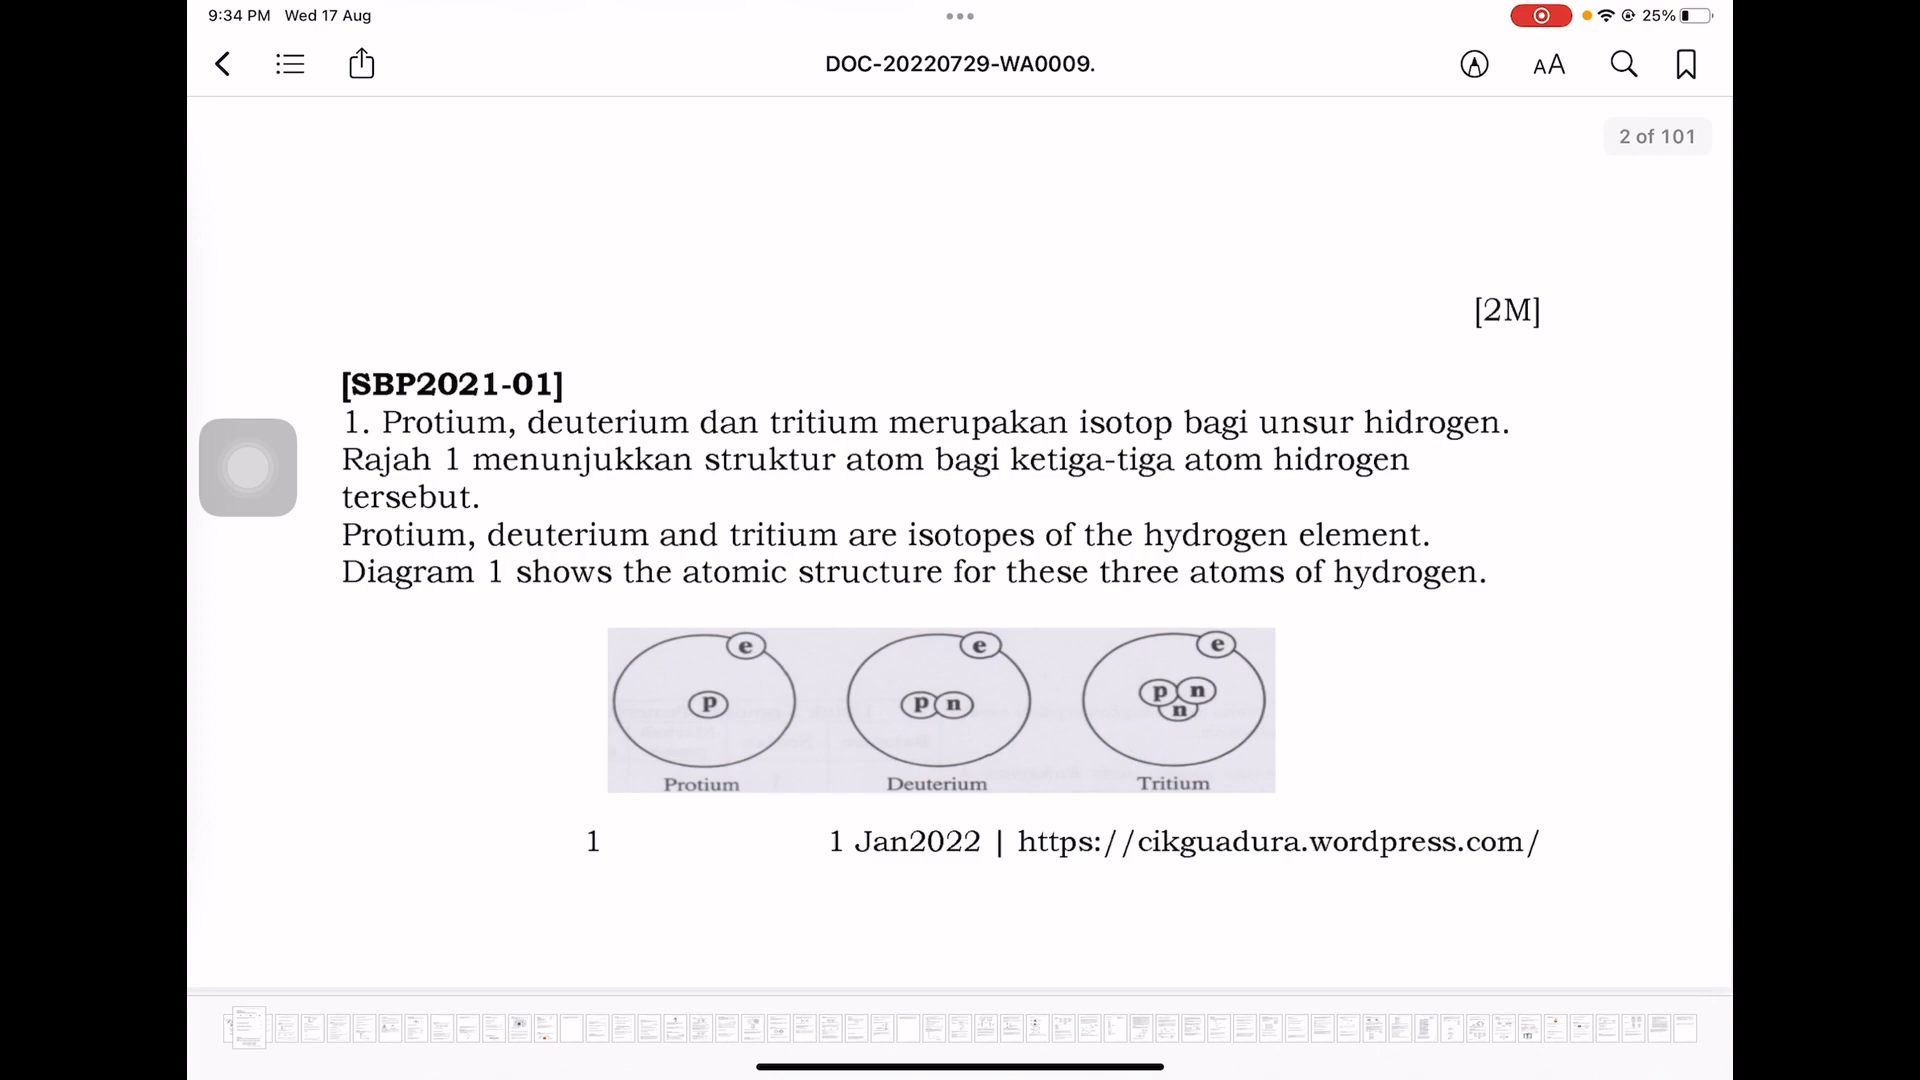 9:34 PM Wed 17 Aug
25%
DOC-20220729-WA0009.
AA
2 of 101
[2M]
[SBP2021-01]
1. Protium, deuterium dan tritium merupakan isotop bagi unsur hidrogen.
Rajah 1 menunjukkan struktur atom bagi ketiga-tiga atom hidrogen
tersebut.
Protium, deuterium and tritium are isotopes of the hydrogen element.
Diagram 1 shows the atomic structure for these three atoms of hydrogen.
e e e
p p n p n
n
Protium Deuterium Tritium
1 1 Jan2022 | https://cikguadura.wordpress.com/